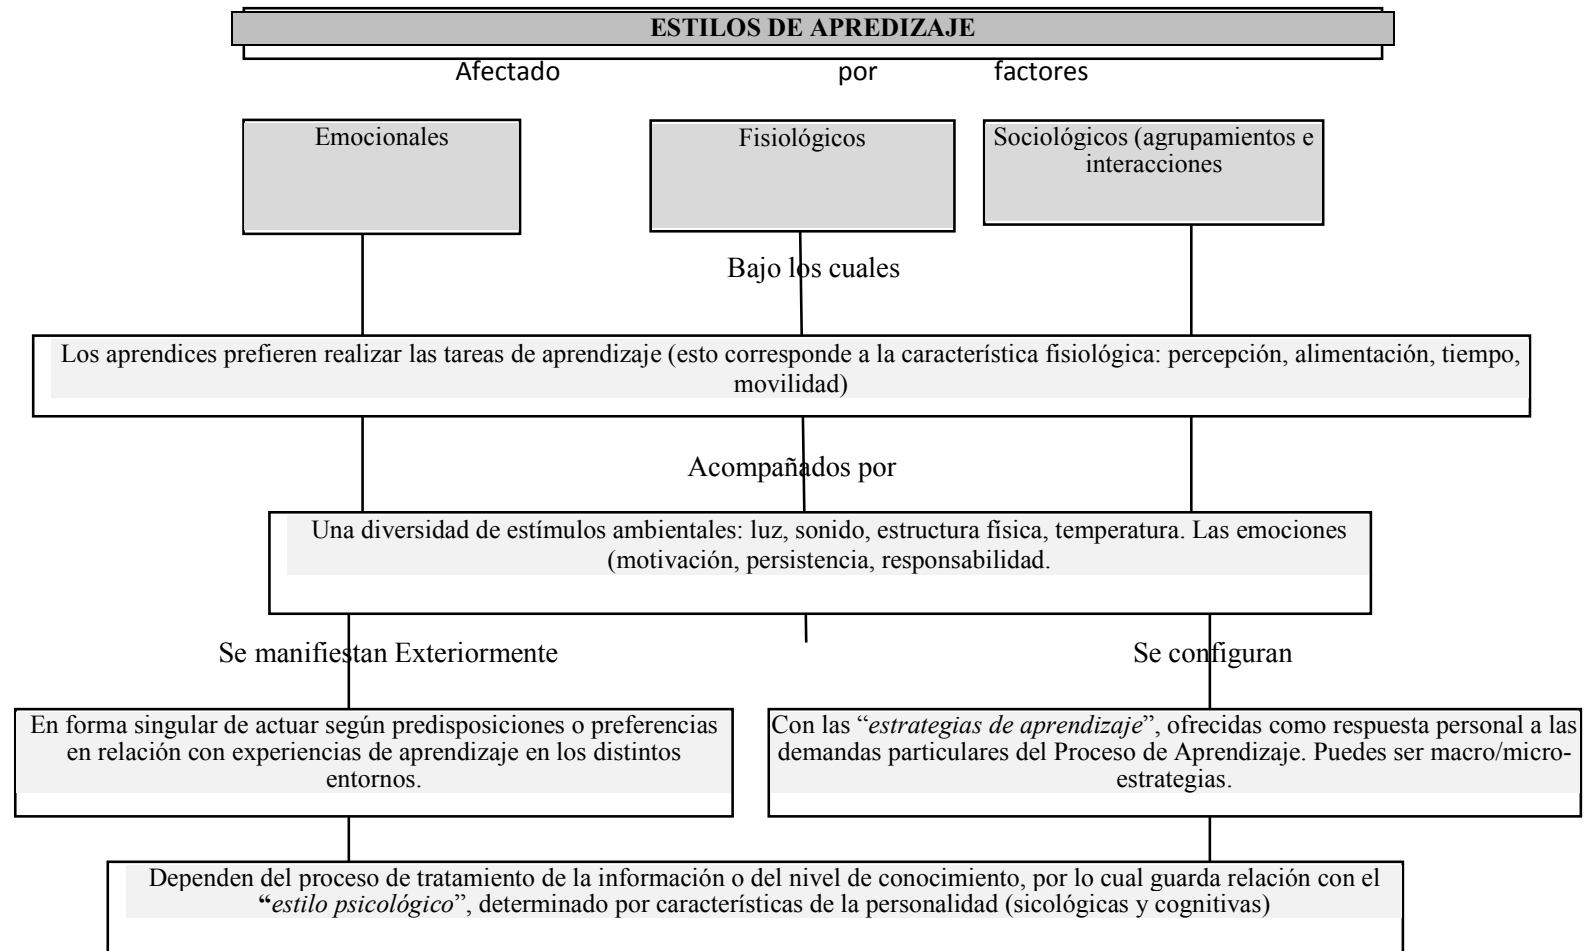 ESTILOS DE APREDIZAJE
Afectado por factores
Emocionales
Fisiológicos
Sociológicos (agrupamientos e
interacciones
Bajo los cuales
Los aprendices prefieren realizar las tareas de aprendizaje (esto corresponde a la característica fisiológica: percepción, alimentación, tiempo,
movilidad)
Acompañados por
Una diversidad de estímulos ambientales: luz, sonido, estructura física, temperatura. Las emociones
(motivación, persistencia, responsabilidad.
Se manifiestan Exteriormente
Se configuran
En forma singular de actuar según predisposiciones o preferencias
en relación con experiencias de aprendizaje en los distintos
entornos.
Con las “estrategias de aprendizaje”, ofrecidas como respuesta personal a las
demandas particulares del Proceso de Aprendizaje. Puedes ser macro/micro-
estrategias.
Dependen del proceso de tratamiento de la información o del nivel de conocimiento, por lo cual guarda relación con el
“estilo psicológico”, determinado por características de la personalidad (sicológicas y cognitivas)